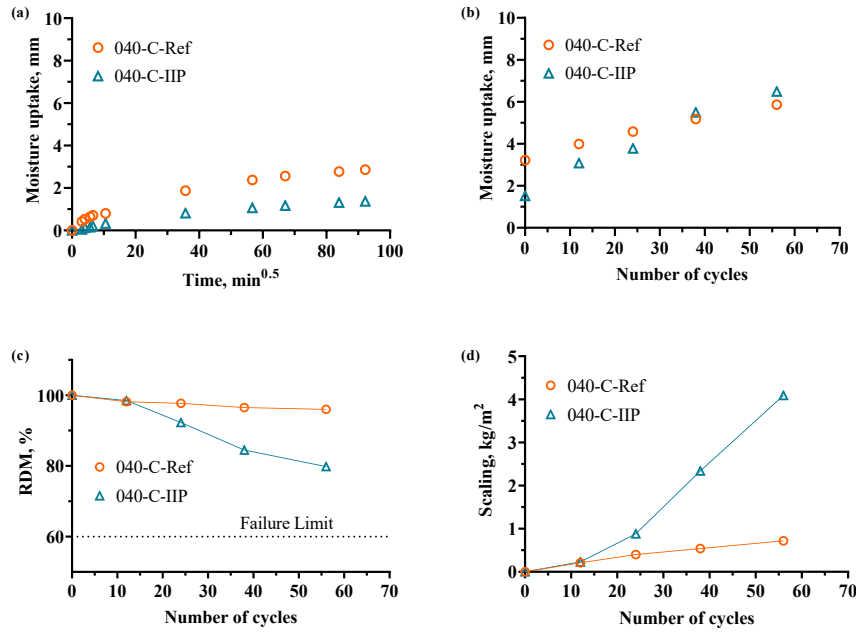 (a)
10
8
6
4
2
0
Moisture uptake, mm
040-C-Ref
040-C-IIP
0 20 40 60 80 100
Time, min^0.5
(b)
10
8
6
4
2
0
Moisture uptake, mm
040-C-Ref
040-C-IIP
0 10 20 30 40 50 60 70
Number of cycles
(c)
100
80
60
RDM, %
040-C-Ref
040-C-IIP
Failure Limit
0 10 20 30 40 50 60 70
Number of cycles
(d)
5
4
3
2
1
0
Scaling, kg/m²
040-C-Ref
040-C-IIP
0 10 20 30 40 50 60 70
Number of cycles